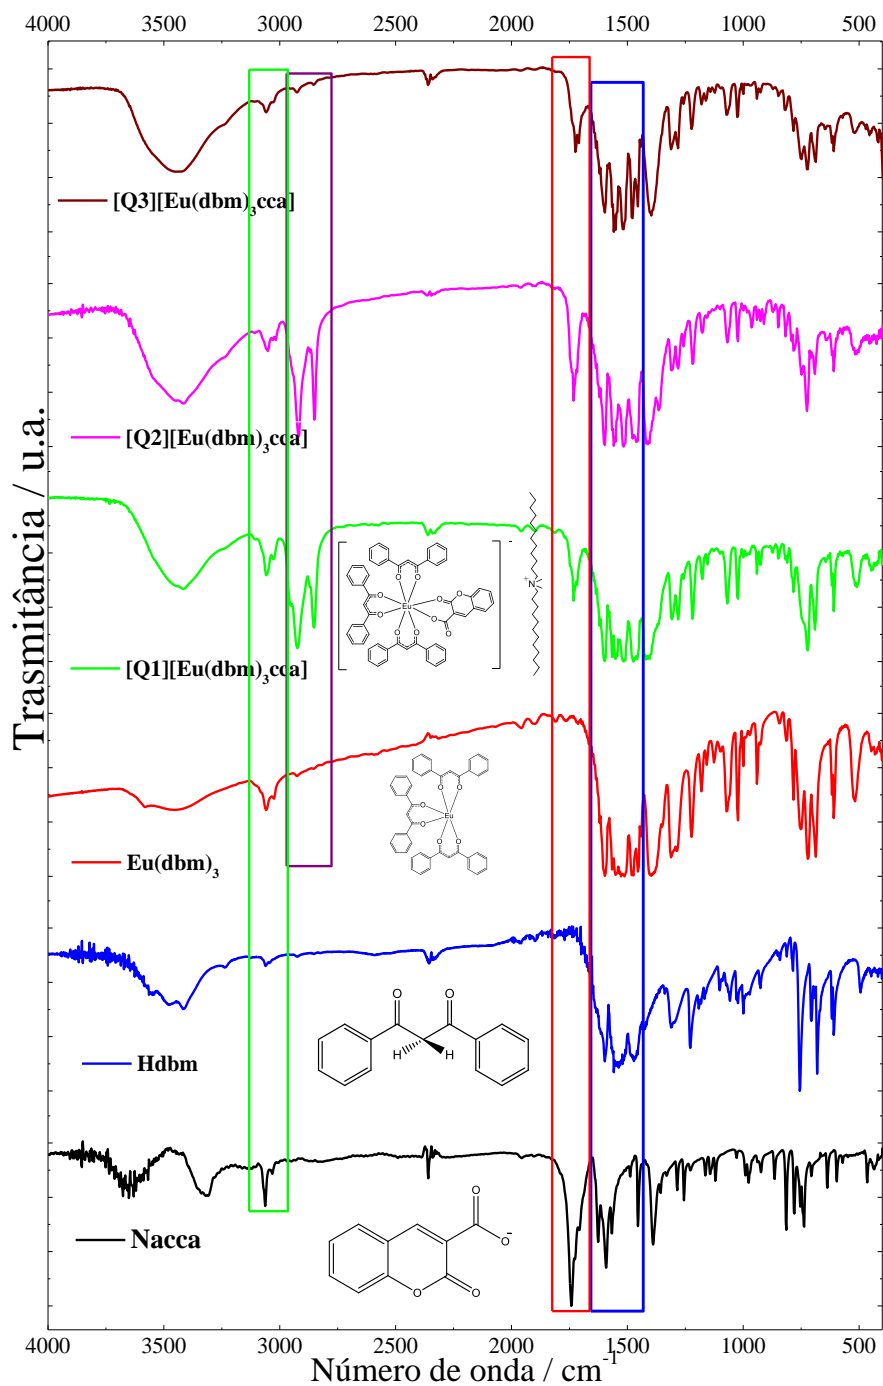 4000 3500 3000 2500 2000 1500 1000 500
[Q3][Eu(dbm)₃cca]
[Q2][Eu(dbm)₃cca]
Trasmitância / u.a.
[Q1][Eu(dbm)₃cca]
O O
O O O
O Eu O
O O O
O O
-
+
N
Eu(dbm)₃
O O
O
Eu
O
O O
Hdbm
O O
H H
Nacca
O
O⁻
O O
4000 3500 3000 2500 2000 1500 1000 500
Número de onda / cm⁻¹